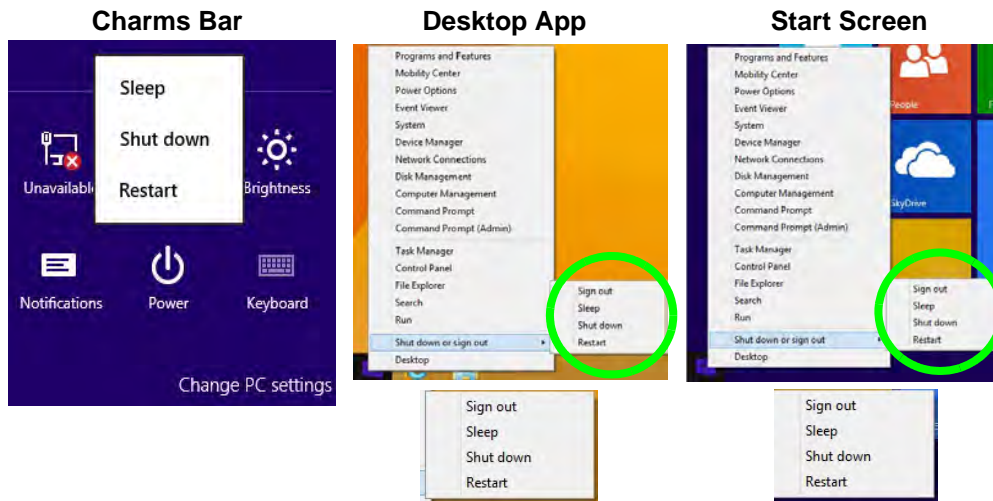 Charms Bar
Sleep
Shut down
Restart
Unavailabl
Brightness
Notifications
Power
Keyboard
Change PC settings
Desktop App
Programs and Features
Mobility Center
Power Options
Event Viewer
System
Device Manager
Network Connections
Disk Management
Computer Management
Command Prompt
Command Prompt (Admin)
Task Manager
Control Panel
File Explorer
Search
Run
Shut down or sign out
Desktop
Sign out
Sleep
Shut down
Restart
Sign out
Sleep
Shut down
Restart
Start Screen
Programs and Features
Mobility Center
Power Options
Event Viewer
System
Device Manager
Network Connections
Disk Management
Computer Management
Command Prompt
Command Prompt (Admin)
Task Manager
Control Panel
File Explorer
Search
Run
Shut down or sign out
Desktop
People
SkyDrive
Sign out
Sleep
Shut down
Restart
Sign out
Sleep
Shut down
Restart